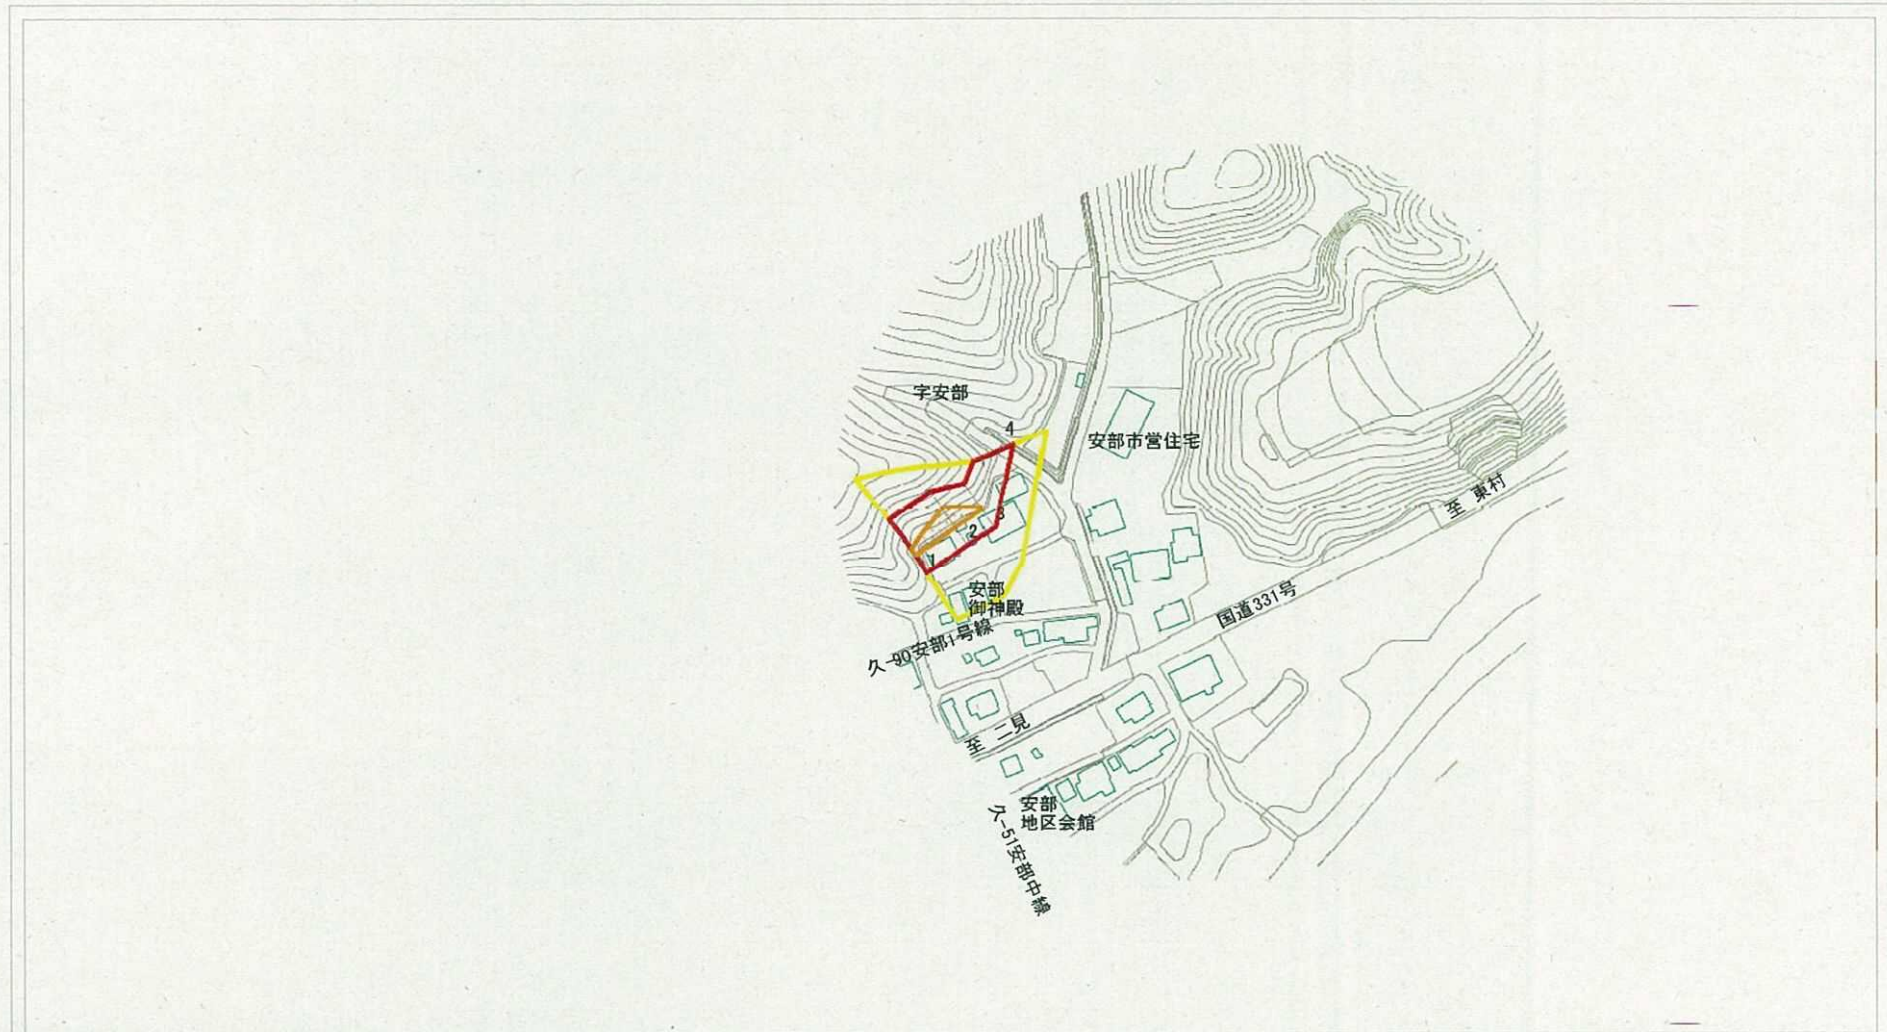 字安部
4
安部市営住宅
至 東村
3
2
1
安部
御神殿
国道331号
久-90安部1号線
至 二見
安部
地区会館
久-51安部中線